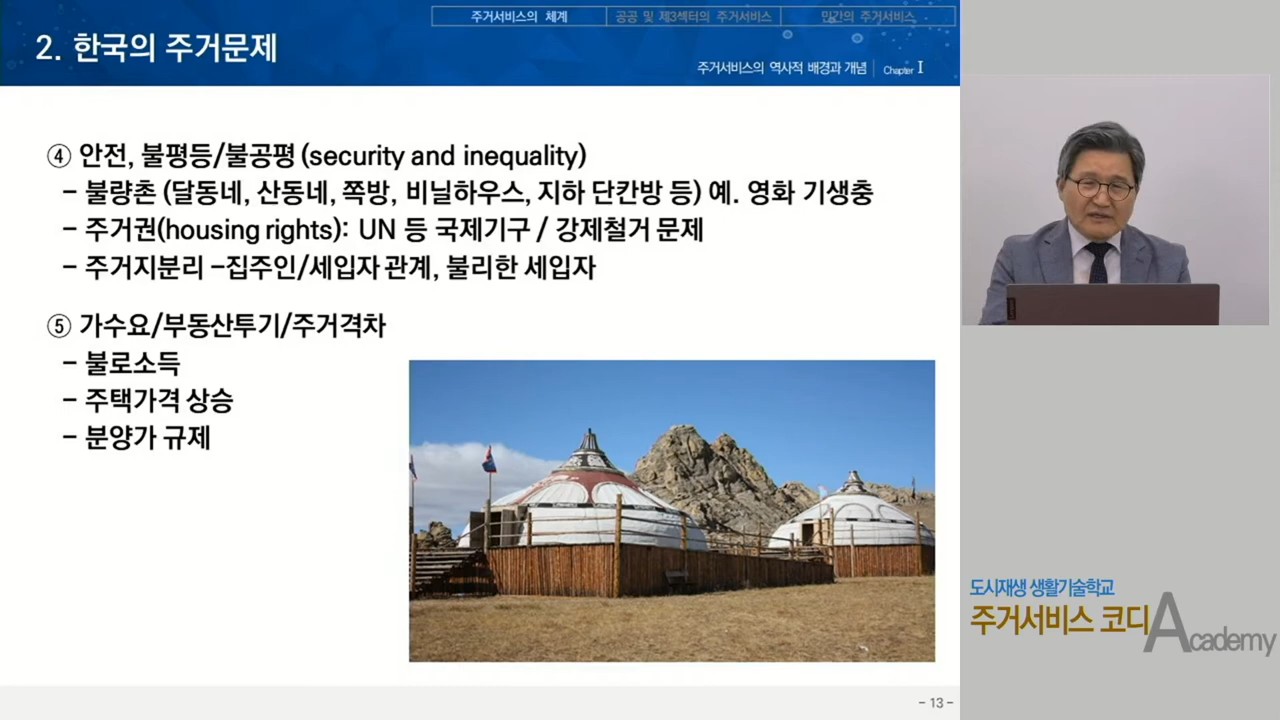 주거서비스의 체계
공공 및 제3섹터의 주거서비스
민간의 주거서비스
2. 한국의 주거문제
주거서비스의 역사적 배경과 개념
Chapter I
④ 안전, 불평등/불공평 (security and inequality)
– 불량촌 (달동네, 산동네, 쪽방, 비닐하우스, 지하 단칸방 등) 예. 영화 기생충
– 주거권(housing rights): UN 등 국제기구 / 강제철거 문제
– 주거지분리 –집주인/세입자 관계, 불리한 세입자
⑤ 가수요/부동산투기/주거격차
– 불로소득
– 주택가격 상승
– 분양가 규제
도시재생 생활기술학교
주거서비스 코디 Academy
- 13 -